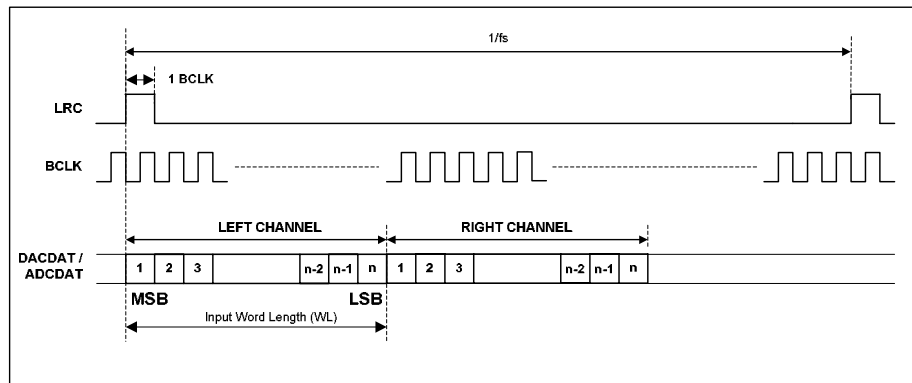 1/fs
1 BCLK
LRC
BCLK
LEFT CHANNEL RIGHT CHANNEL
DACDAT /
ADCDAT
1 2 3 n-2 n-1 n 1 2 3 n-2 n-1 n
MSB LSB
Input Word Length (WL)